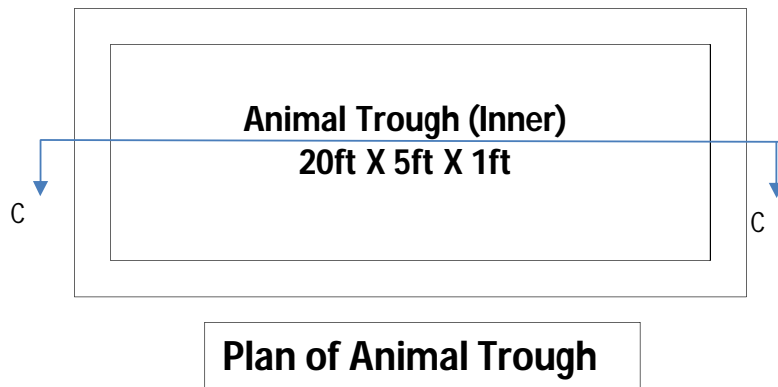 Animal Trough (Inner)
20ft X 5ft X 1ft
C
C
Plan of Animal Trough